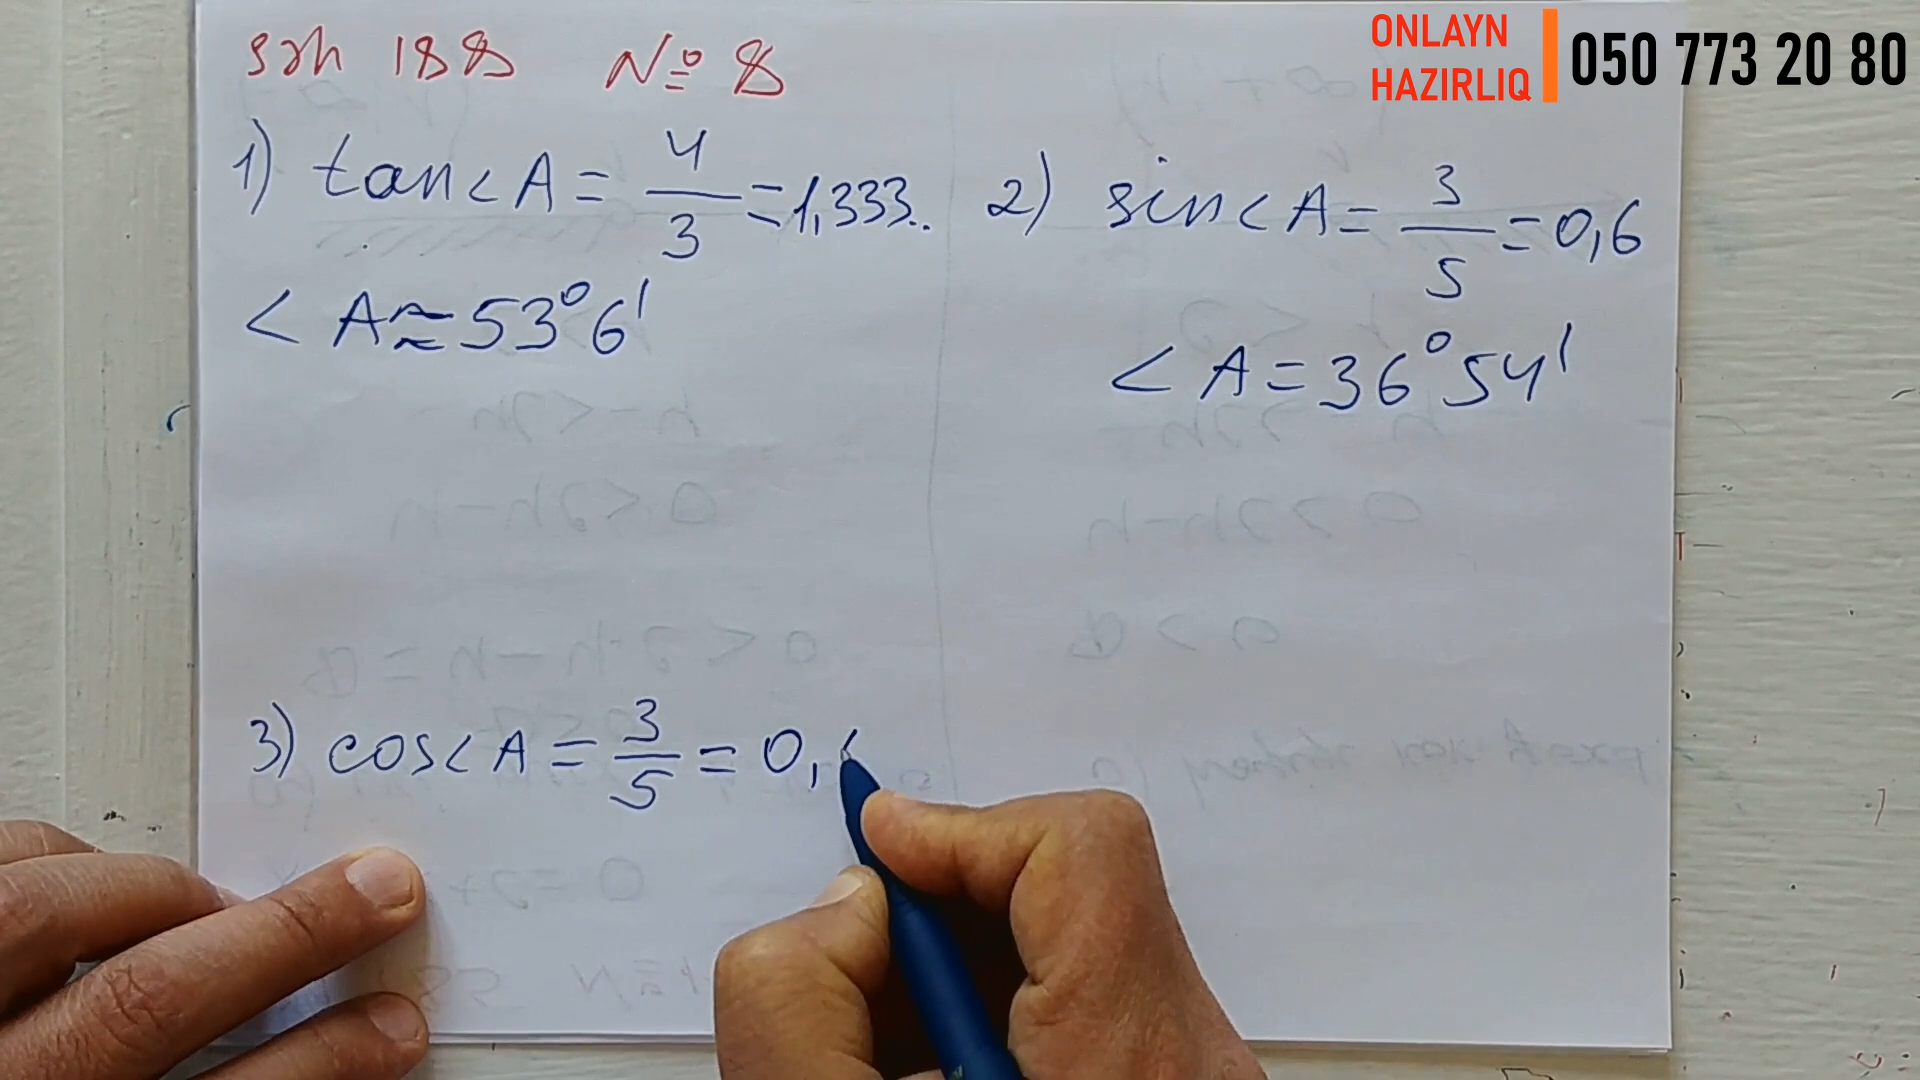 ONLAYN
HAZIRLIQ
050 773 20 80
səh 188 № 8
1) tan<A = 4/3 = 1,333..
<A ≈ 53°6'
2) sin<A = 3/5 = 0,6
<A = 36°54'
3) cos<A = 3/5 = 0,6